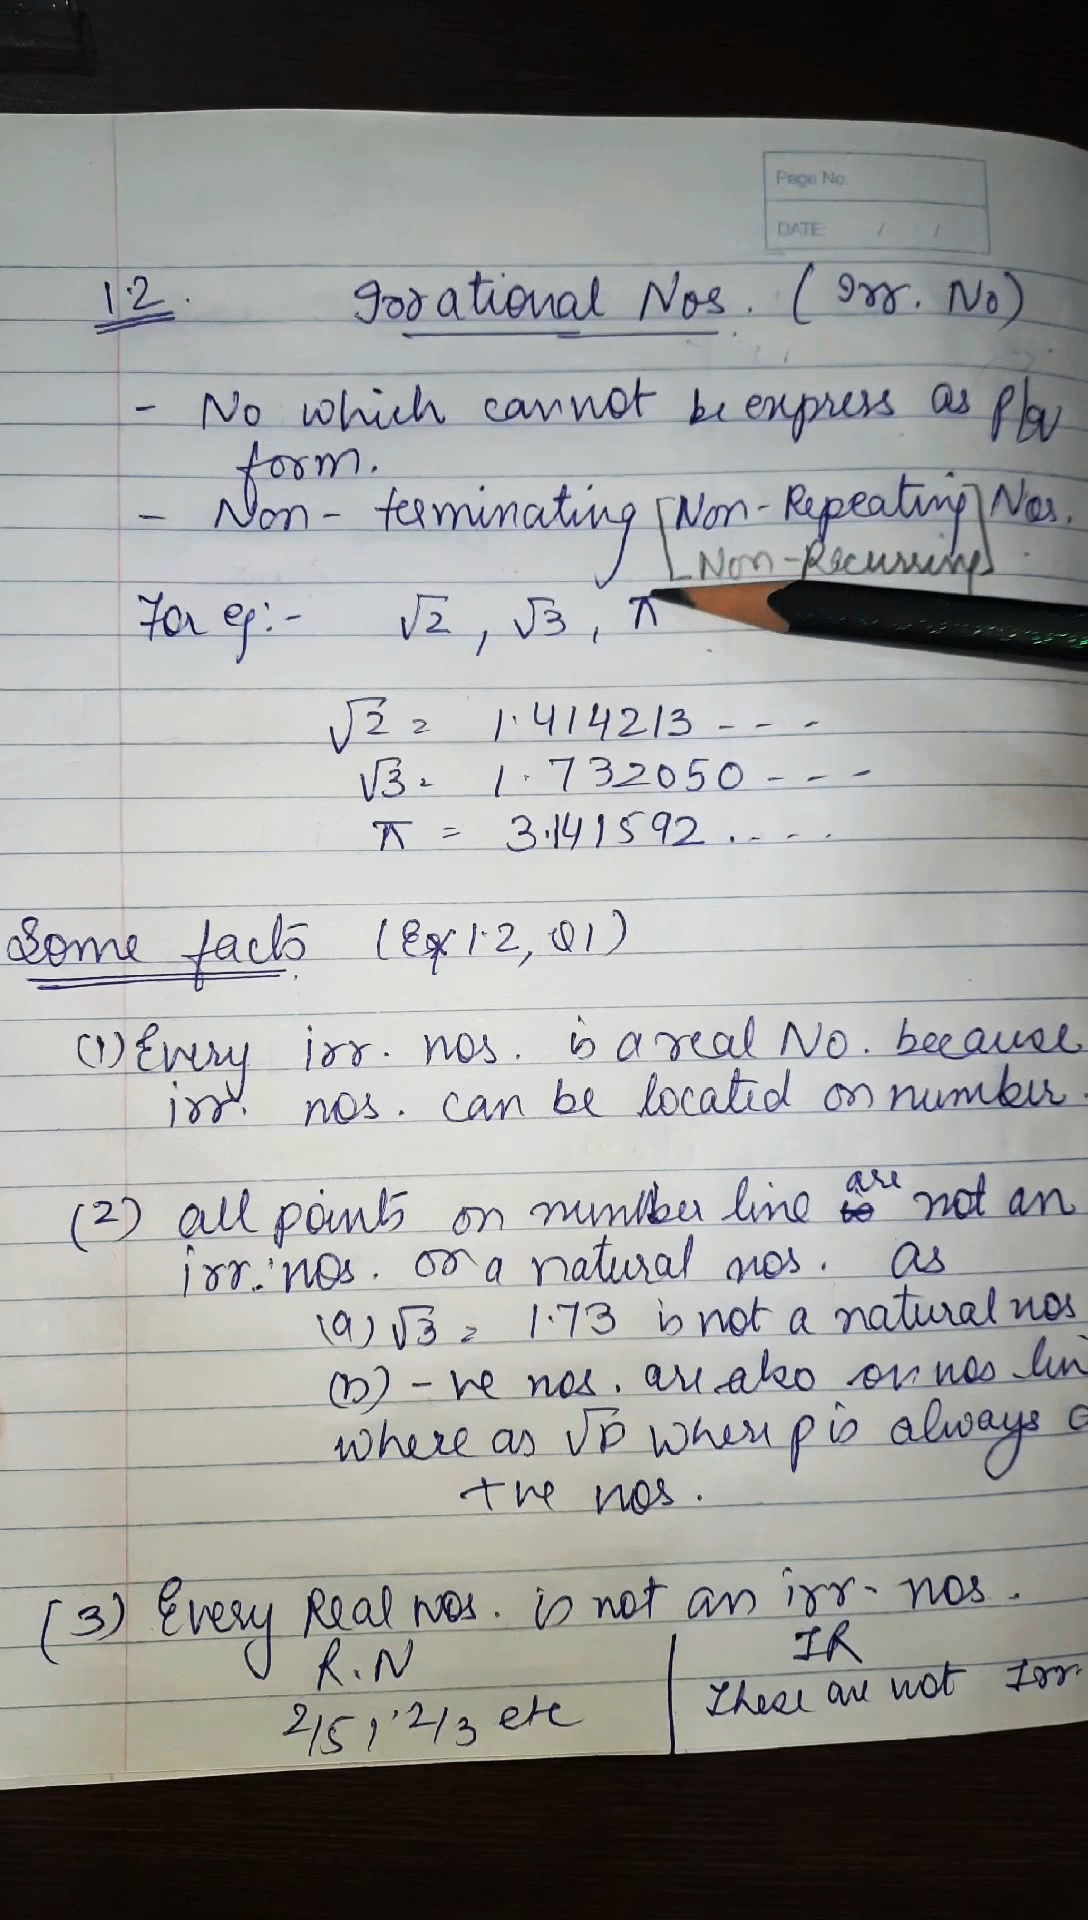 Page No.
DATE: / /
1.2. Irrational Nos. (Irr. No)
- No which cannot be express as p/q
form.
- Non-terminating [Non-Repeating] Nos.
[Non-Recurring]
For eg:- √2, √3, π
√2 = 1.414213 ---
√3 = 1.732050 ---
π = 3.141592 ....
Some facts (Ex 1.2, Q1)
(1) Every irr. nos. is a real No. because
irr. nos. can be located on number.
(2) all points on number line are not an
irr. nos. or a natural nos. as
(a) √3 = 1.73 is not a natural nos
(b) -ve nos. are also on nos lin
where as √p where p is always a
+ve nos.
(3) Every Real nos. is not an irr- nos.
R.N | IR
2/5, 2/3 etc | These are not Irr.